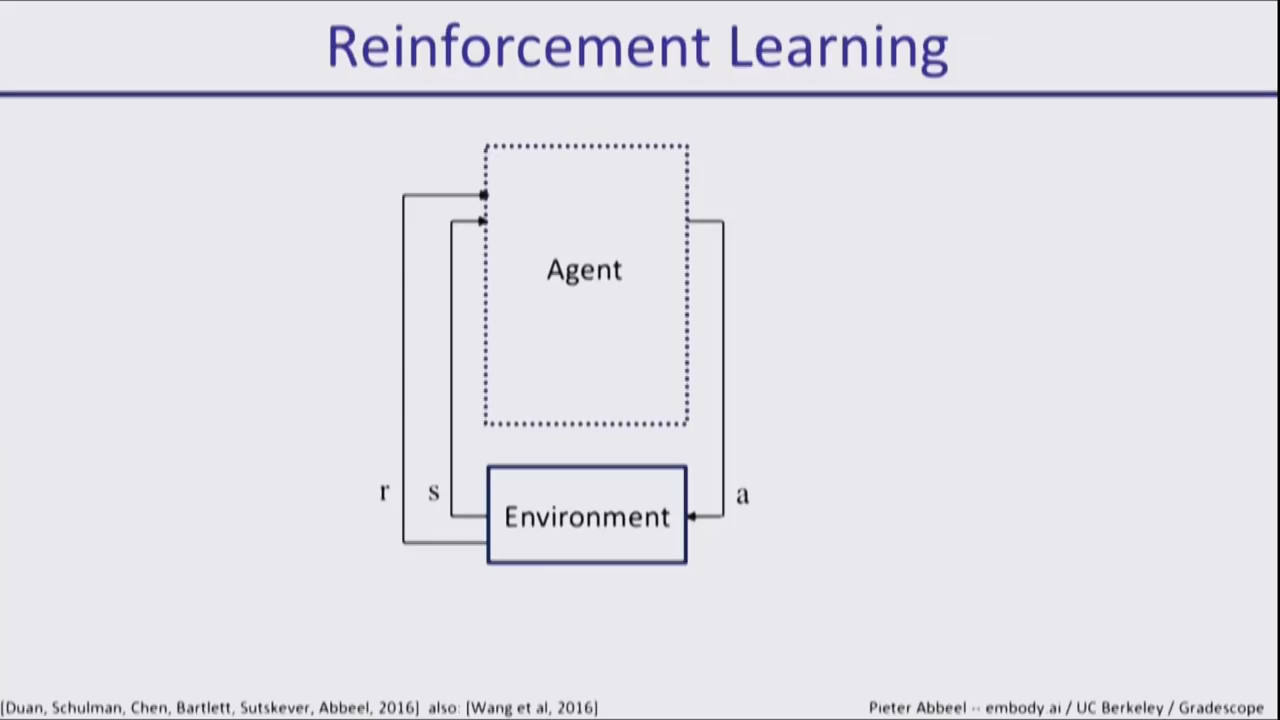 Reinforcement Learning
Agent
r s a
Environment
[Duan, Schulman, Chen, Bartlett, Sutskever, Abbeel, 2016] also: [Wang et al, 2016]
Pieter Abbeel -- embody.ai / UC Berkeley / Gradescope